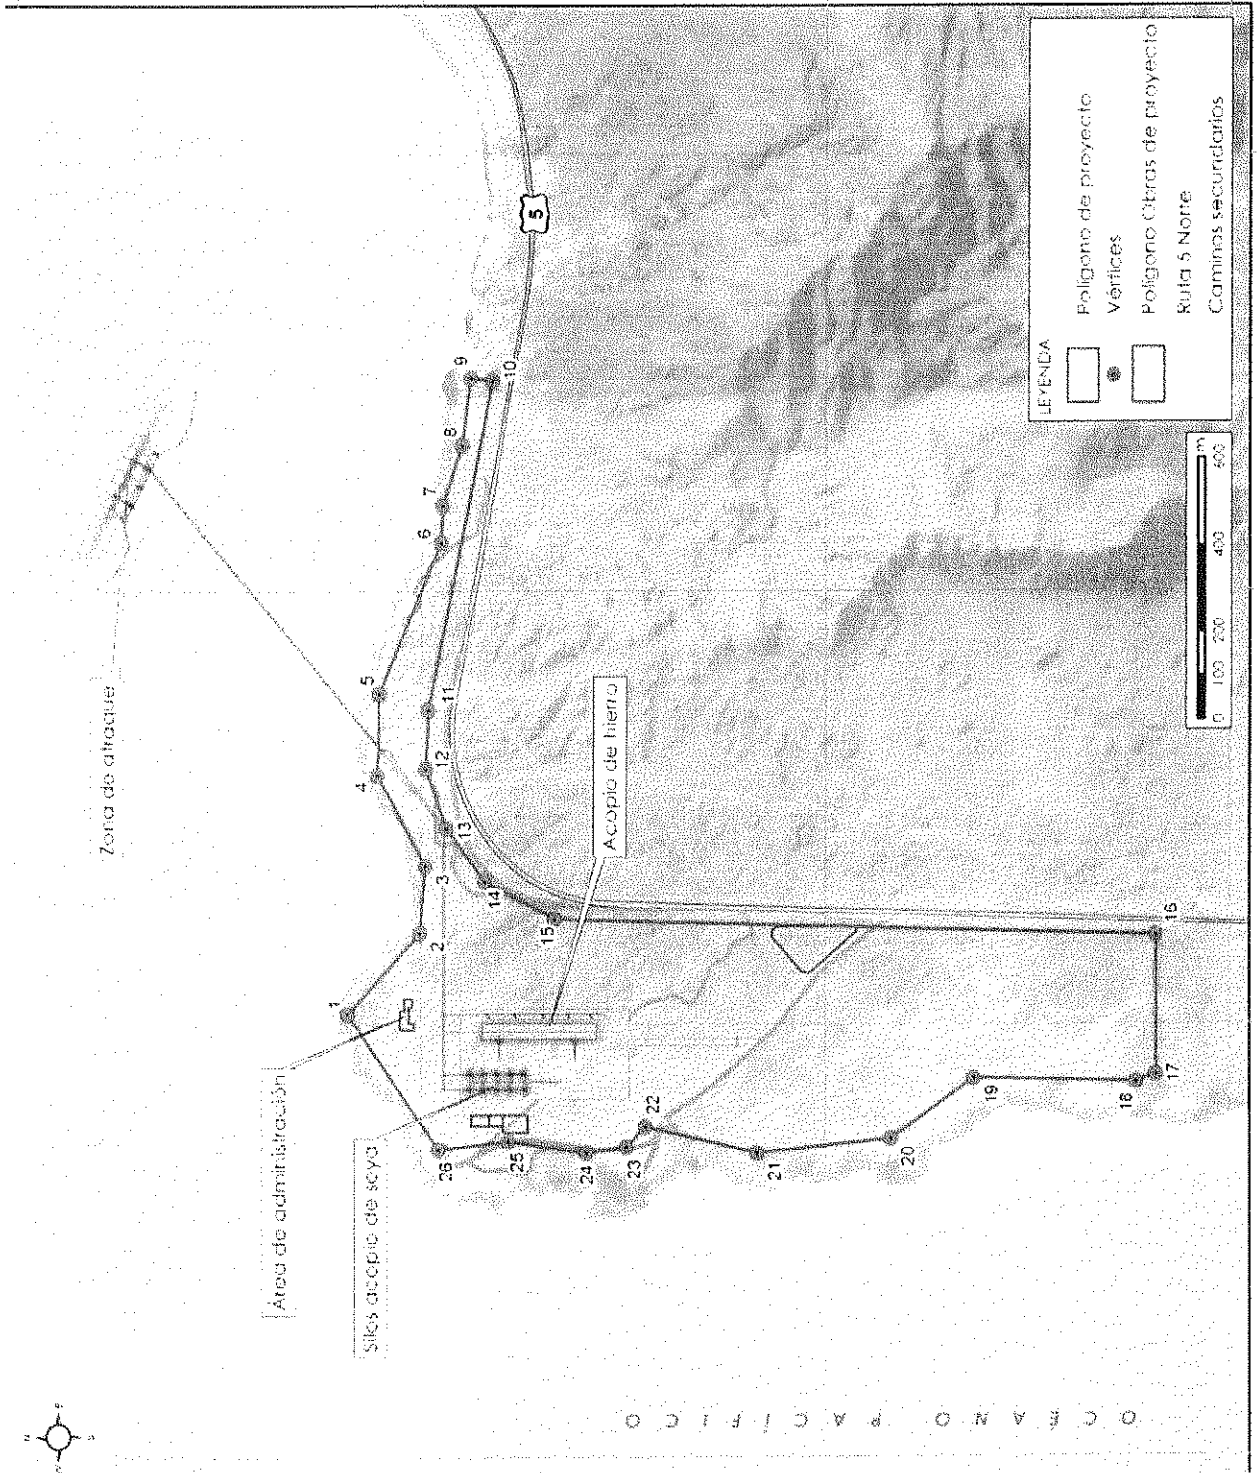 Zona de atraque
Área de administración
Silos acopio de soya
Acopio de hierro
OCÉANO PACÍFICO
1
2
3
4
5
6
7
8
9
10
11
12
13
14
15
16
17
18
19
20
21
22
23
24
25
26
5
LEYENDA
Polígono de proyecto
Vértices
Polígono Obras de proyecto
Ruta 5 Norte
Caminos secundarios
0 100 200 400 600
m